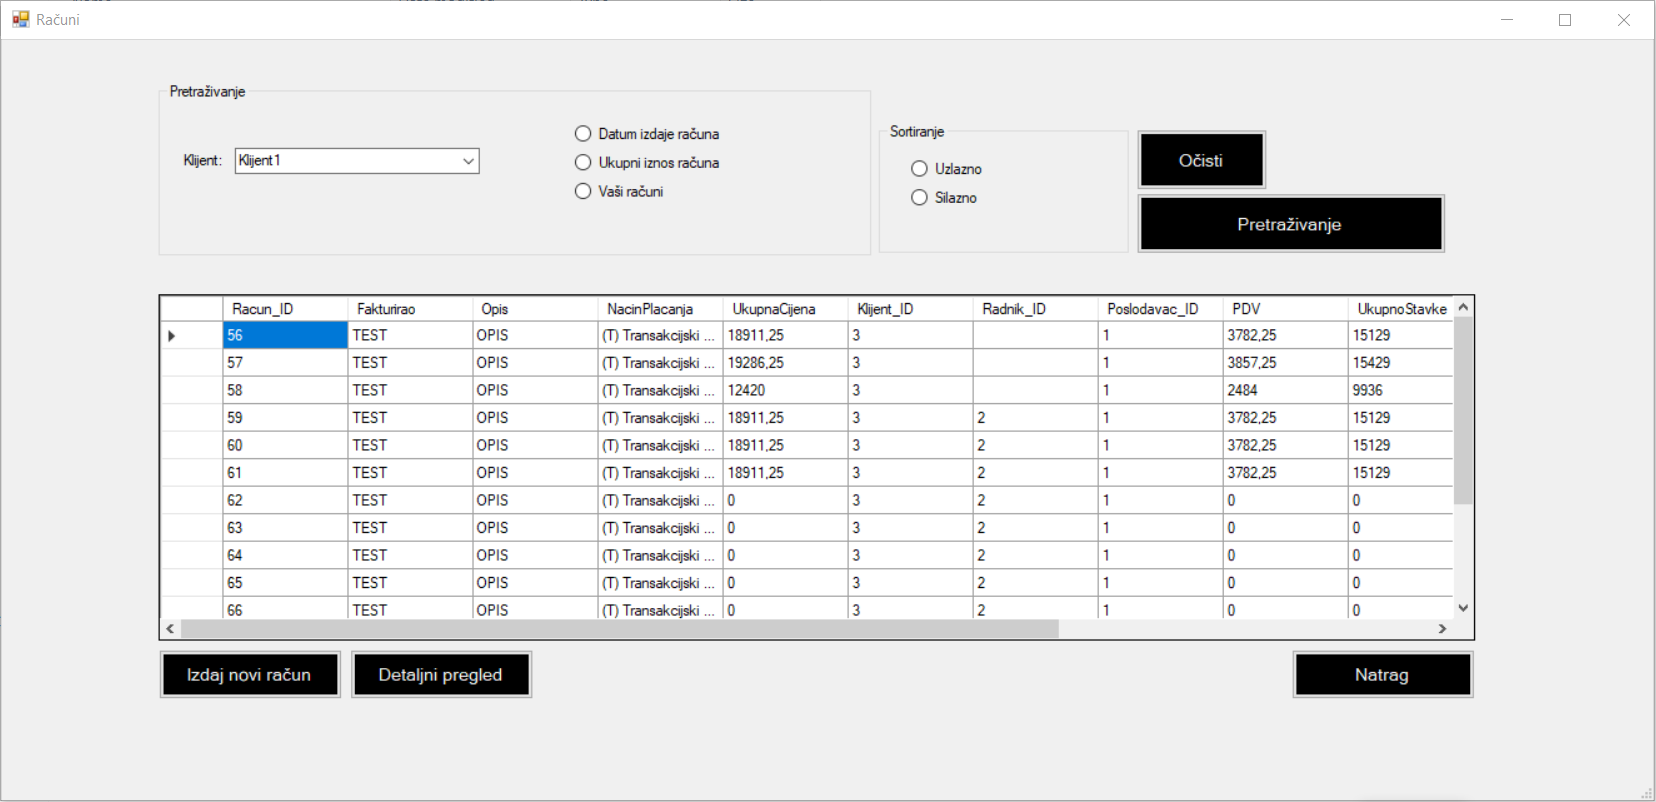 Računi
Pretraživanje
Klijent: Klijent1
Datum izdaje računa
Ukupni iznos računa
Vaši računi
Sortiranje
Uzlazno
Silazno
Očisti
Pretraživanje
Racun_ID Fakturirao Opis NacinPlacanja UkupnaCijena Klijent_ID Radnik_ID Poslodavac_ID PDV UkupnoStavke
56 TEST OPIS (T) Transakcijski ... 18911,25 3 1 3782,25 15129
57 TEST OPIS (T) Transakcijski ... 19286,25 3 1 3857,25 15429
58 TEST OPIS (T) Transakcijski ... 12420 3 1 2484 9936
59 TEST OPIS (T) Transakcijski ... 18911,25 3 2 1 3782,25 15129
60 TEST OPIS (T) Transakcijski ... 18911,25 3 2 1 3782,25 15129
61 TEST OPIS (T) Transakcijski ... 18911,25 3 2 1 3782,25 15129
62 TEST OPIS (T) Transakcijski ... 0 3 2 1 0 0
63 TEST OPIS (T) Transakcijski ... 0 3 2 1 0 0
64 TEST OPIS (T) Transakcijski ... 0 3 2 1 0 0
65 TEST OPIS (T) Transakcijski ... 0 3 2 1 0 0
66 TEST OPIS (T) Transakcijski ... 0 3 2 1 0 0
Izdaj novi račun
Detaljni pregled
Natrag